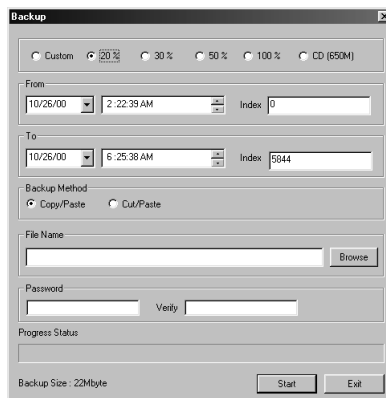 Backup
Custom 20 % 30 % 50 % 100 % CD (650M)
From
10/26/00 2 :22:39 AM Index 0
To
10/26/00 6 :25:38 AM Index 5844
Backup Method
Copy/Paste Cut/Paste
File Name
Browse
Password
Verify
Progress Status
Backup Size : 22Mbyte Start Exit